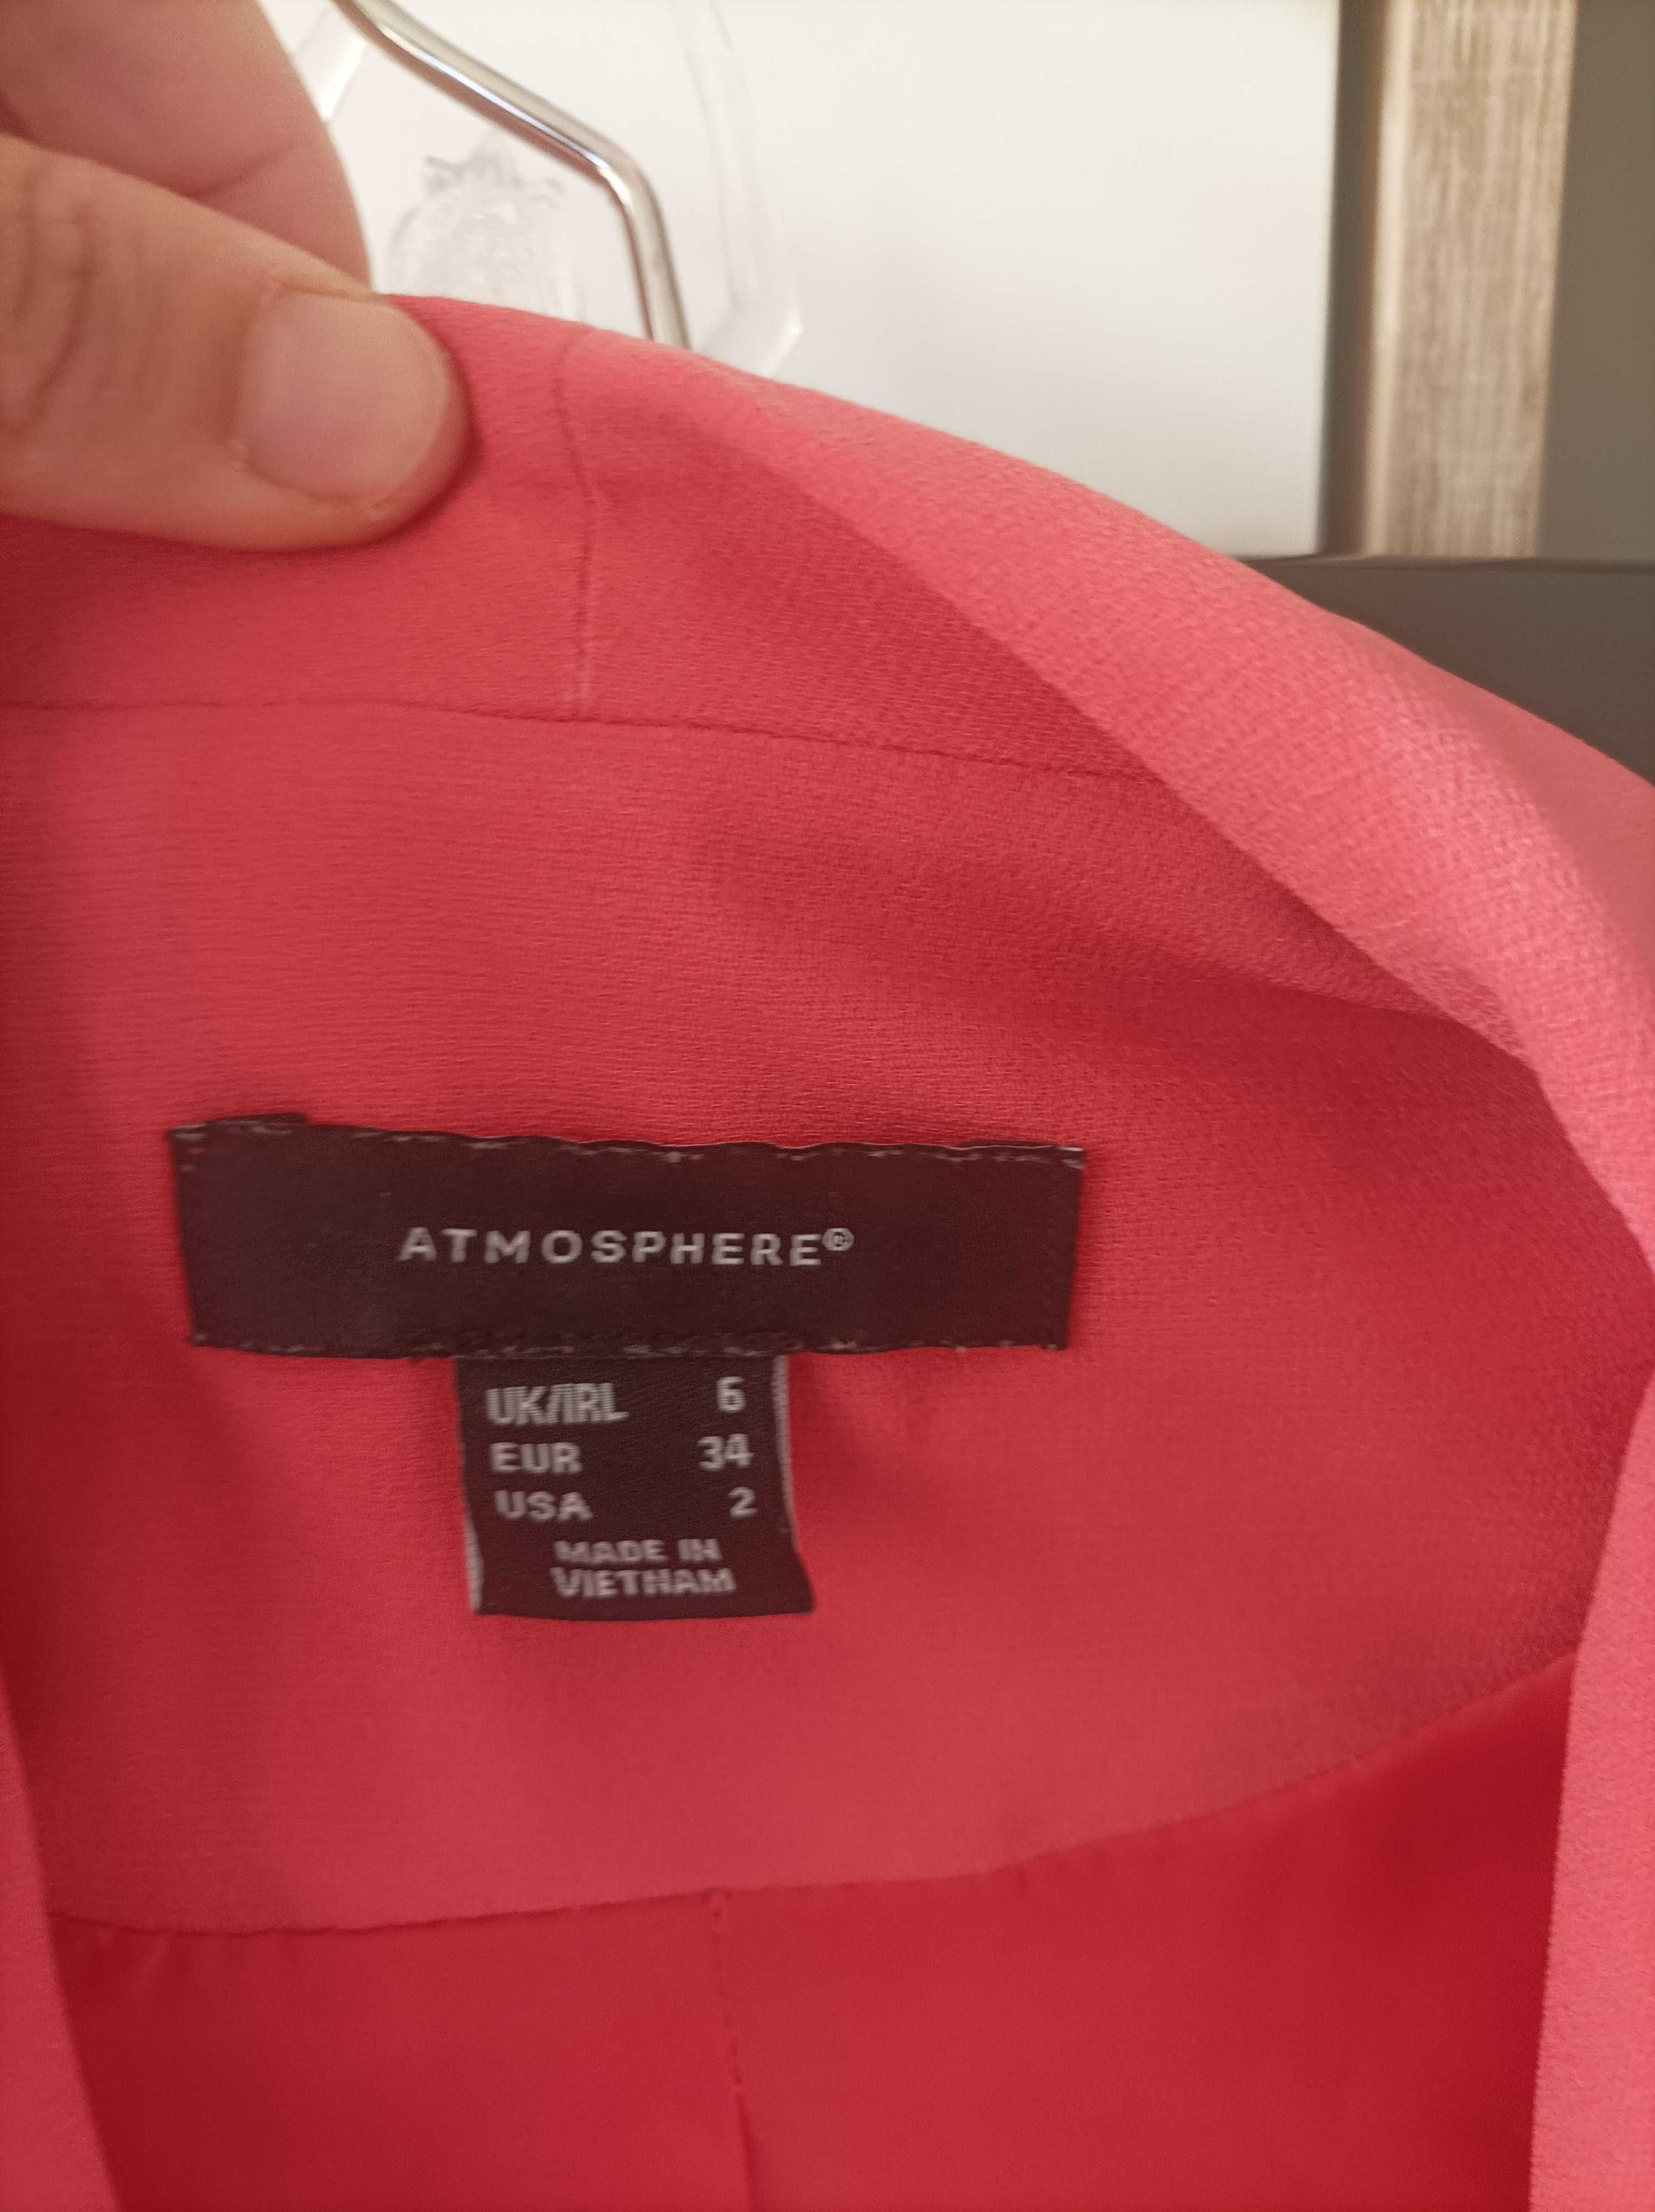 ATMOSPHERE®
UK/IRL 6
EUR 34
USA 2
MADE IN
VIETNAM